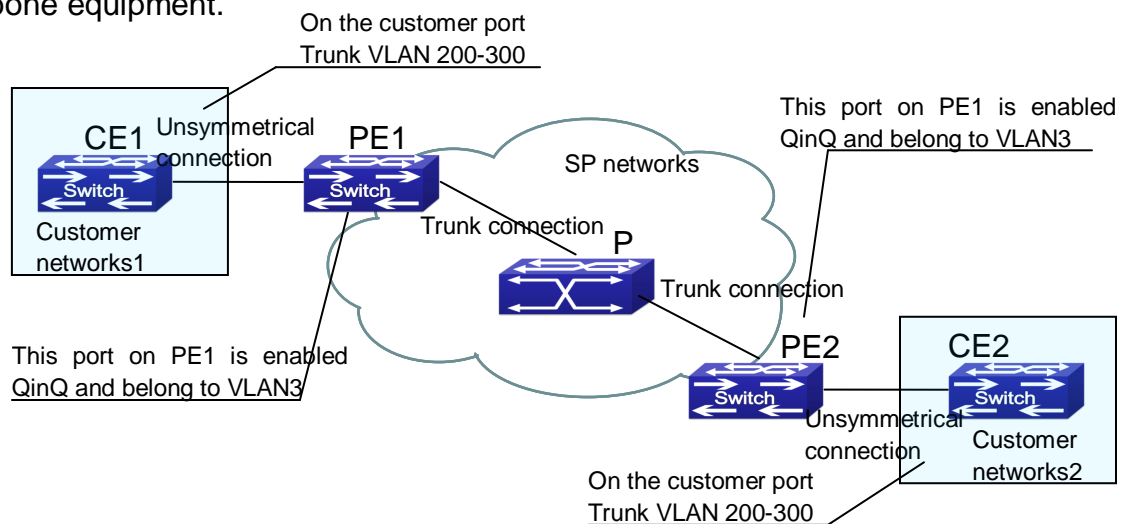 bone equipment.
On the customer port
Trunk VLAN 200-300
This port on PE1 is enabled
QinQ and belong to VLAN3
CE1
Unsymmetrical
connection
PE1
SP networks
Switch
Switch
Customer
networks1
Trunk connection
P
Trunk connection
This port on PE1 is enabled
QinQ and belong to VLAN3
PE2
CE2
Switch
Switch
Unsymmetrical
connection
Customer
networks2
On the customer port
Trunk VLAN 200-300